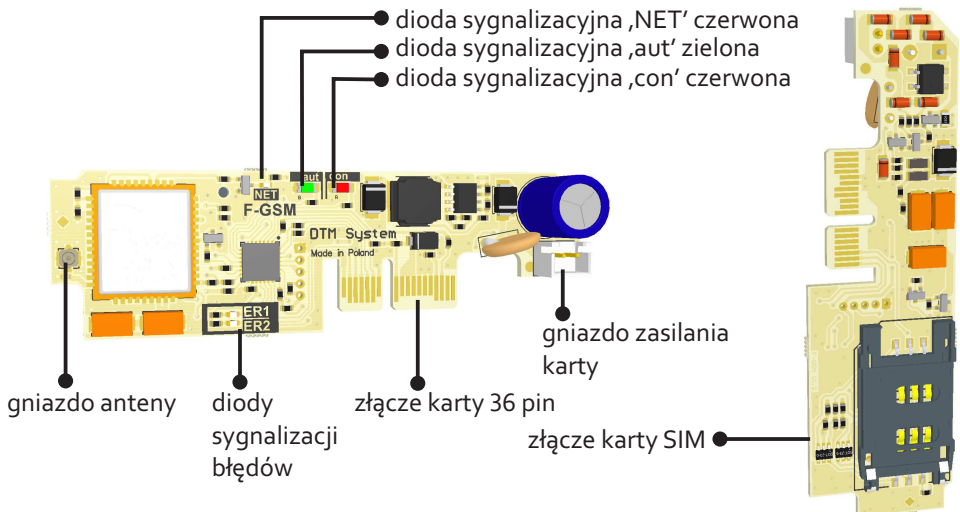 dioda sygnalizacyjna ‚NET’ czerwona
dioda sygnalizacyjna ‚aut’ zielona
dioda sygnalizacyjna ‚con’ czerwona
aut con
NET
F-GSM
DTM System
Made in Poland
ER1
ER2
gniazdo zasilania
karty
gniazdo anteny
diody
sygnalizacji
błędów
złącze karty 36 pin
złącze karty SIM